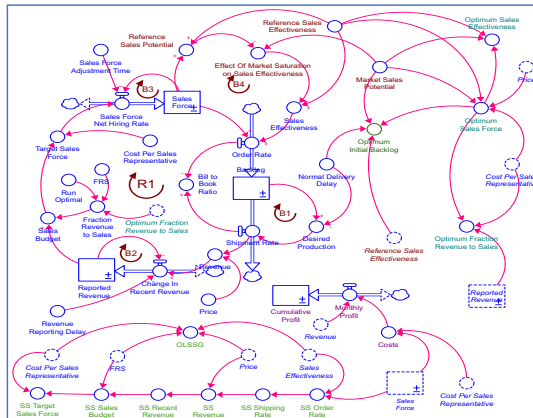 Reference
Sales Potential
Reference Sales
Effectiveness
Optimum Sales
Effectiveness
Sales Force
Adjustment Time
Effect Of Market Saturation
on Sales Effectiveness
B3
B4
Market Sales
Potential
Price
Sales
Force
Sales Force
Net Hiring Rate
Sales
Effectiveness
Optimum
Sales Force
Target Sales
Force
Cost Per Sales
Representative
Order Rate
Optimum
Initial Backlog
Backlog
Normal Delivery
Delay
Cost Per Sales
Representative
FRS
R1
Bill to
Book
Ratio
Run
Optimal
Fraction
Revenue
to Sales
Optimum Fraction
Revenue to Sales
B1
Sales
Budget
Shipment Rate
Desired
Production
Optimum Fraction
Revenue to Sales
B2
Reference Sales
Effectiveness
Revenue
Reported
Revenue
Change In
Recent Revenue
Reported
Revenue
Price
Cumulative
Profit
Monthly
Profit
Revenue
Reporting Delay
Revenue
OLSSG
Costs
Cost Per Sales
Representative
FRS
Price
Sales
Effectiveness
Sales
Force
Cost Per Sales
Representative
SS Target
Sales Force
SS Sales
Budget
SS Recent
Revenue
SS
Revenue
SS Shipping
Rate
SS Order
Rate